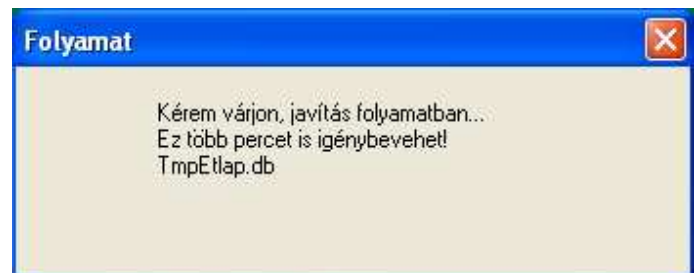 Folyamat
Kérem várjon, javítás folyamatban...
Ez több percet is igénybevehet!
TmpEtlap.db